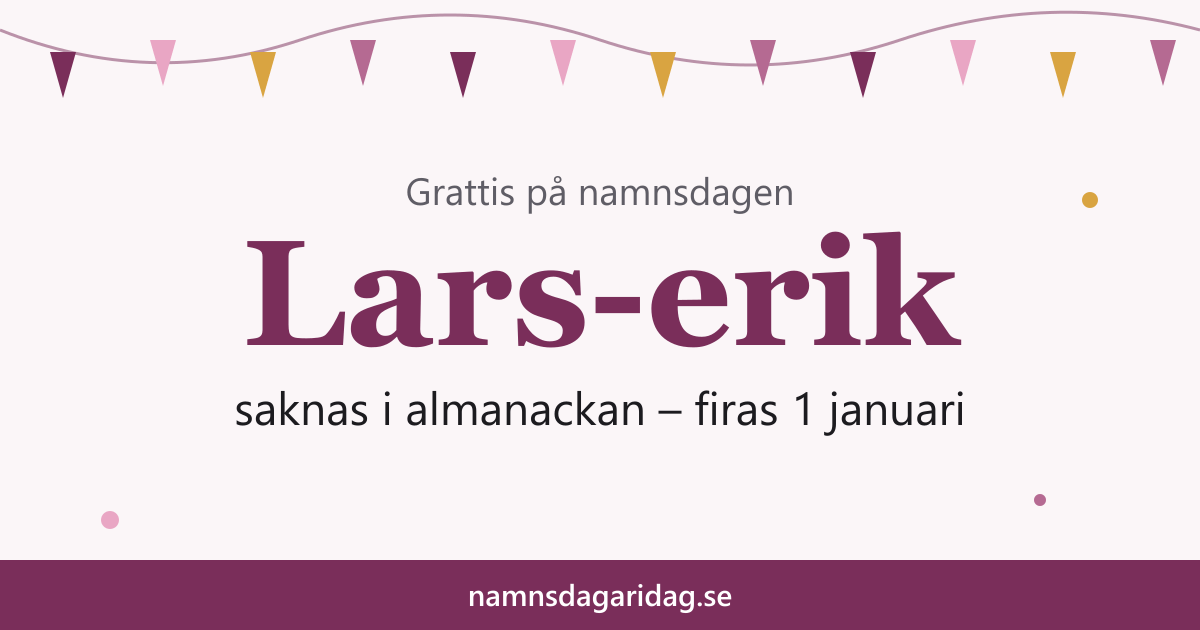 Grattis på namnsdagen
Lars-erik
saknas i almanackan – firas 1 januari
namnsdagaridag.se